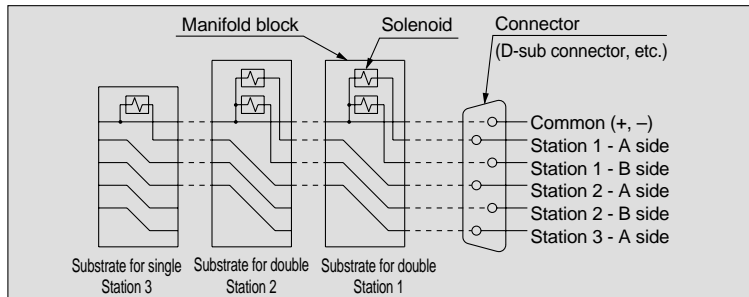 Manifold block
Solenoid
Connector
(D-sub connector, etc.)
Common (+, –)
Station 1 - A side
Station 1 - B side
Station 2 - A side
Station 2 - B side
Station 3 - A side
Substrate for single
Station 3
Substrate for double
Station 2
Substrate for double
Station 1